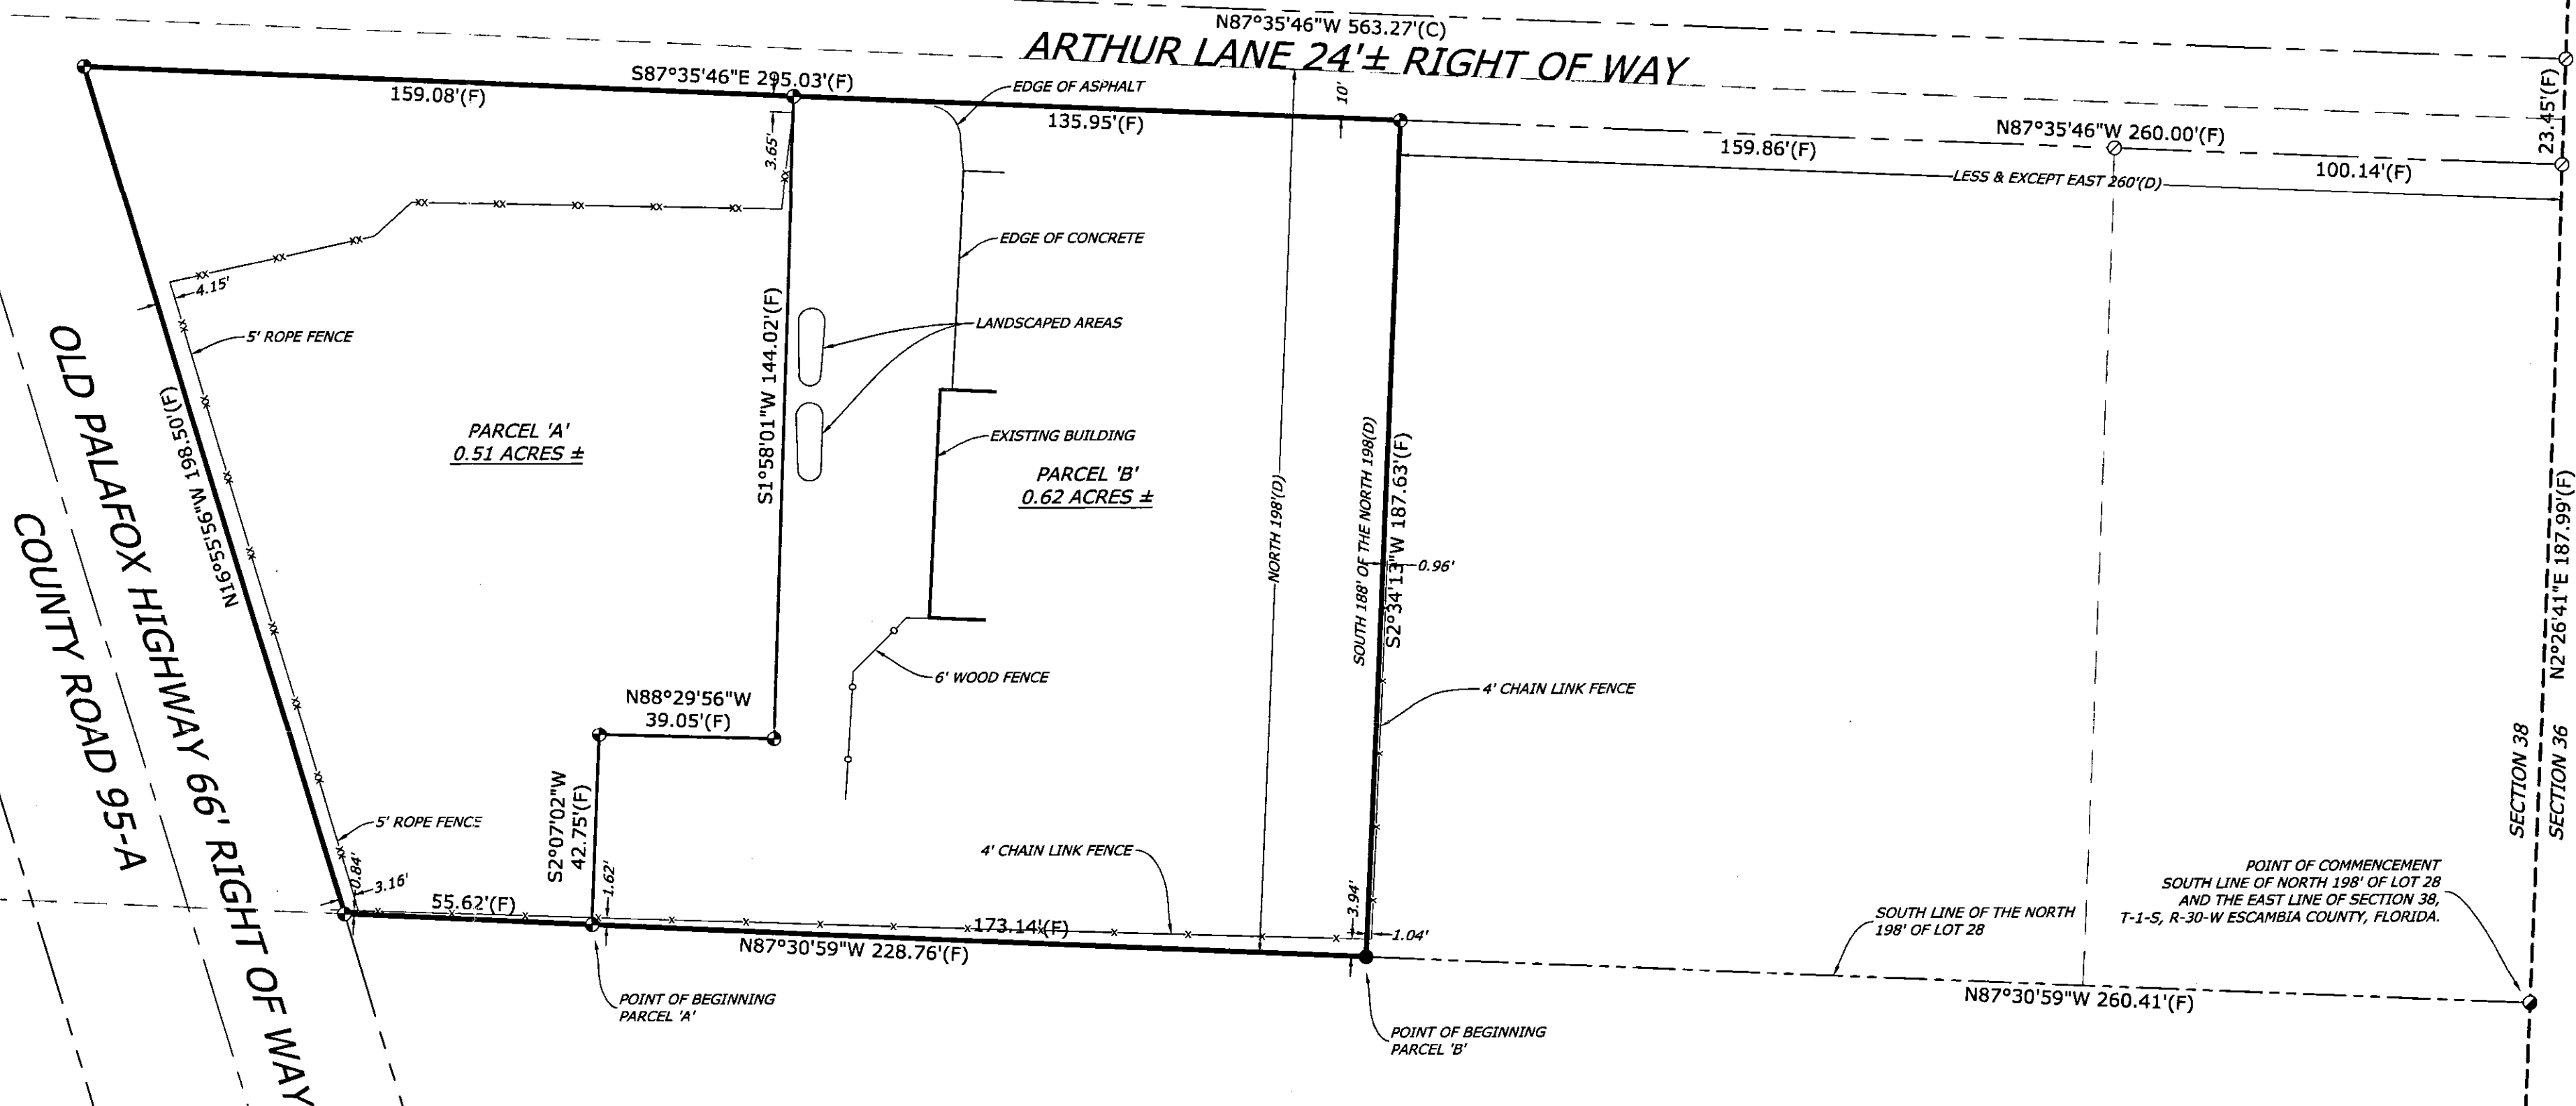 N87°35'46"W 563.27'(C)
ARTHUR LANE 24'± RIGHT OF WAY
S87°35'46"E 295.03'(F)
159.08'(F)
EDGE OF ASPHALT
135.95'(F)
10'
N87°35'46"W 260.00'(F)
159.86'(F)
100.14'(F)
23.45'(F)
LESS & EXCEPT EAST 260'(D)
3.65'
EDGE OF CONCRETE
4.15'
5' ROPE FENCE
LANDSCAPED AREAS
OLD PALAFOX HIGHWAY 66' RIGHT OF WAY
COUNTY ROAD 95-A
N16°55'56"W 198.50'(F)
PARCEL 'A'
0.51 ACRES ±
S1°58'01"W 144.02'(F)
EXISTING BUILDING
PARCEL 'B'
0.62 ACRES ±
NORTH 198'(D)
SOUTH 188' OF THE NORTH 198(D)
S2°34'13"W 187.63'(F)
0.96'
N2°26'41"E 187.99'(F)
6' WOOD FENCE
4' CHAIN LINK FENCE
N88°29'56"W
39.05'(F)
S2°07'02"W
42.75'(F)
SECTION 38
SECTION 36
5' ROPE FENCE
0.84'
3.16'
55.62'(F)
1.62'
4' CHAIN LINK FENCE
173.14'(F)
3.94'
1.04'
N87°30'59"W 228.76'(F)
SOUTH LINE OF THE NORTH
198' OF LOT 28
POINT OF COMMENCEMENT
SOUTH LINE OF NORTH 198' OF LOT 28
AND THE EAST LINE OF SECTION 38,
T-1-S, R-30-W ESCAMBIA COUNTY, FLORIDA.
N87°30'59"W 260.41'(F)
POINT OF BEGINNING
PARCEL 'A'
POINT OF BEGINNING
PARCEL 'B'